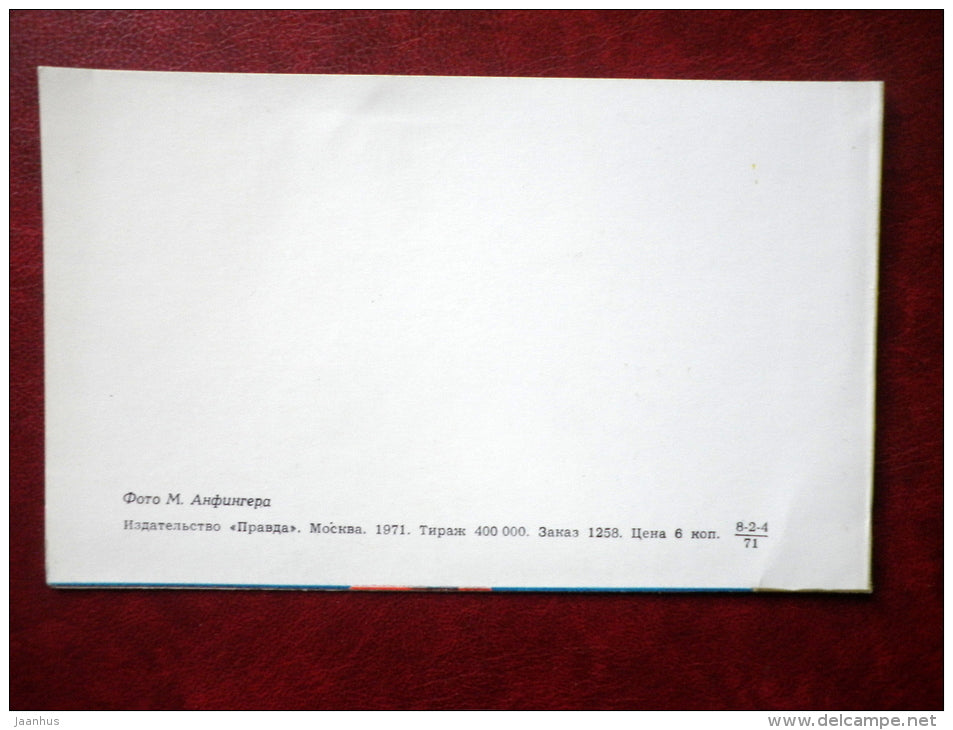 Фото М. Анфингера
Издательство «Правда». Москва. 1971. Тираж 400 000. Заказ 1258. Цена 6 коп. 8-2-4
71
jaanhus
www.delcampe.net